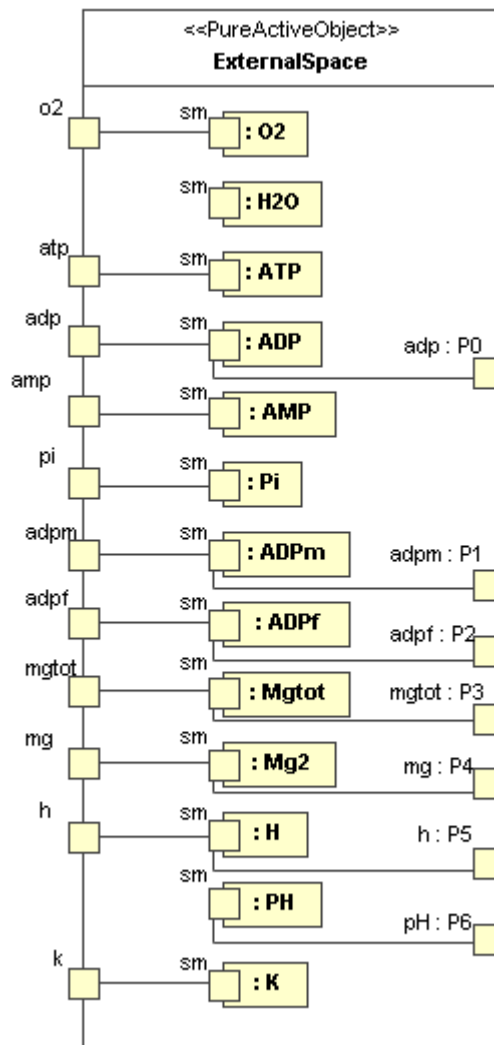 <<PureActiveObject>>
ExternalSpace
o2 sm : O2
sm : H2O
atp sm : ATP
adp sm : ADP adp : P0
amp sm : AMP
pi sm : Pi
adpm sm : ADPm adpm : P1
adpf sm : ADPf adpf : P2
mgtot sm : Mgtot mgtot : P3
mg sm : Mg2 mg : P4
h sm : H h : P5
sm : PH pH : P6
k sm : K